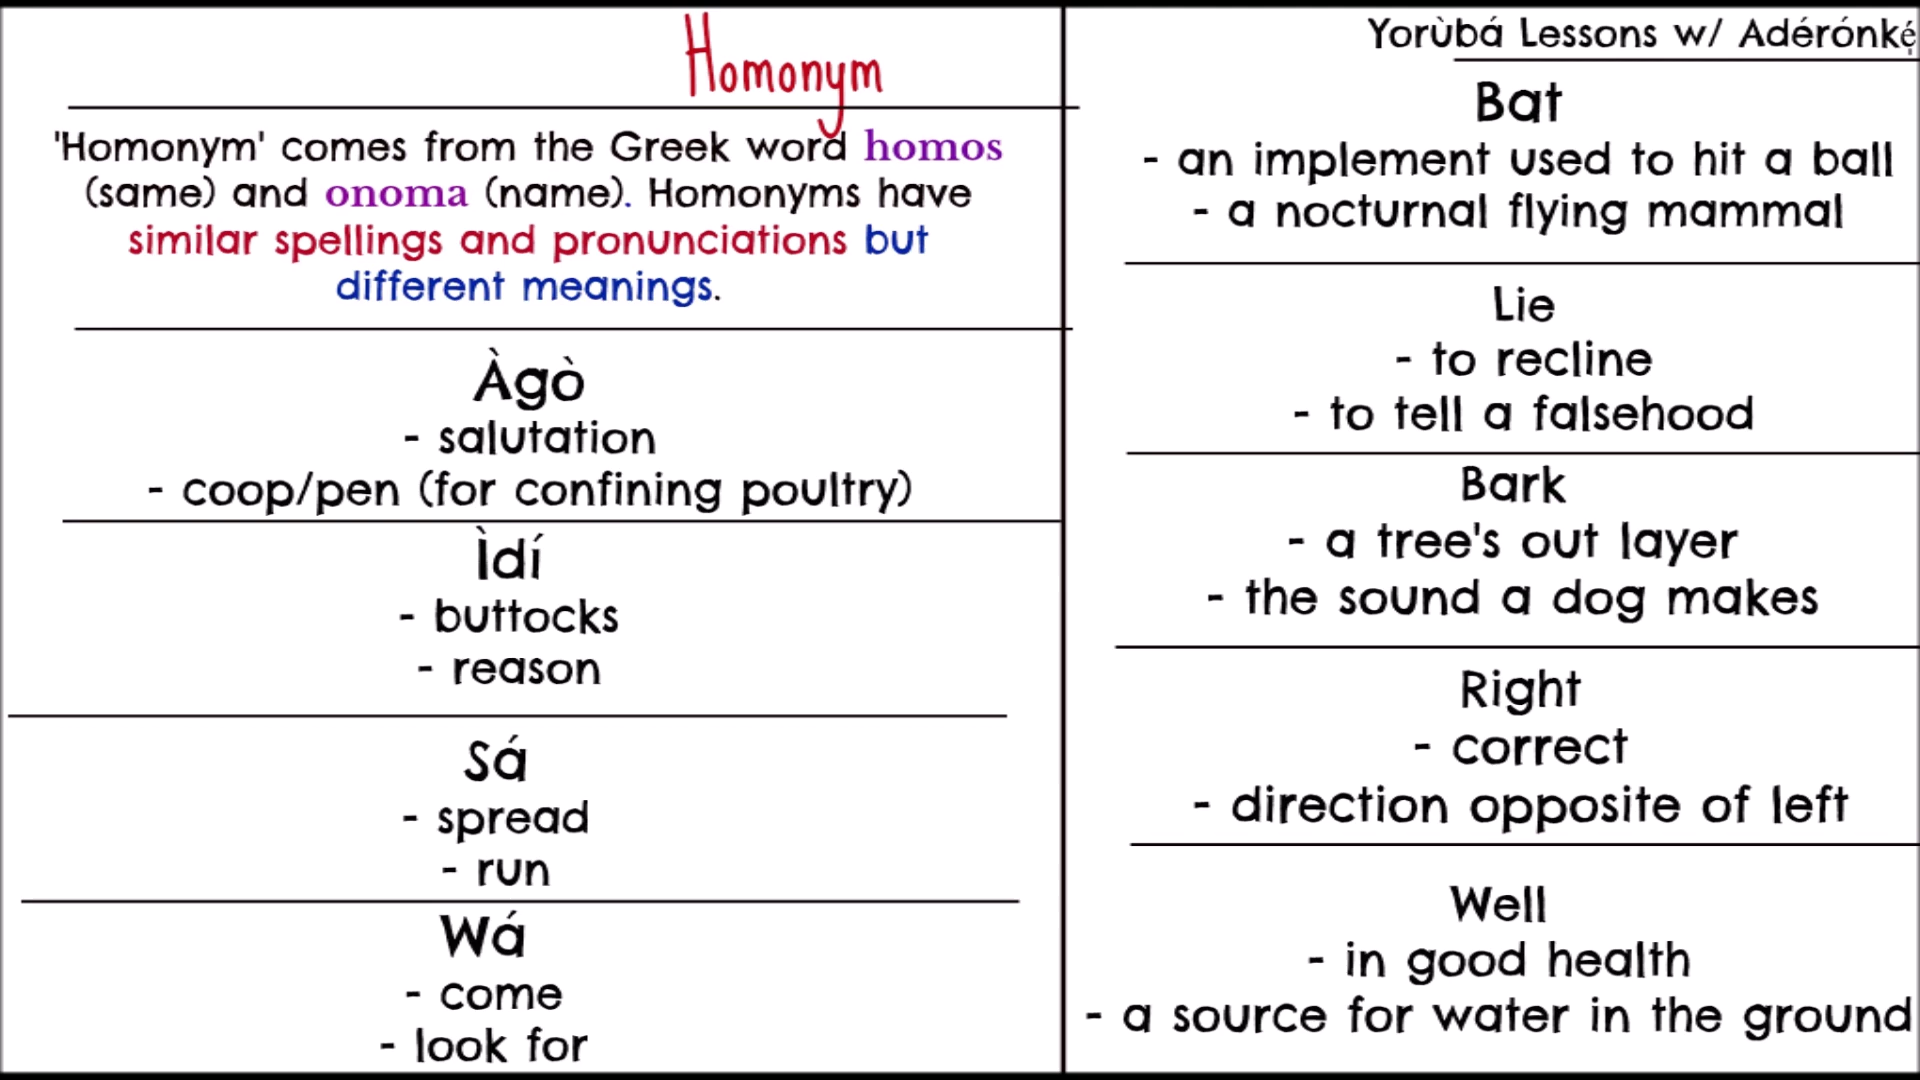 Homonym
'Homonym' comes from the Greek word homos
(same) and onoma (name). Homonyms have
similar spellings and pronunciations but
different meanings.
Àgò
- salutation
- coop/pen (for confining poultry)
Ìdí
- buttocks
- reason
Sá
- spread
- run
Wá
- come
- look for
Yorùbá Lessons w/ Adérónkẹ́
Bat
- an implement used to hit a ball
- a nocturnal flying mammal
Lie
- to recline
- to tell a falsehood
Bark
- a tree's out layer
- the sound a dog makes
Right
- correct
- direction opposite of left
Well
- in good health
- a source for water in the ground